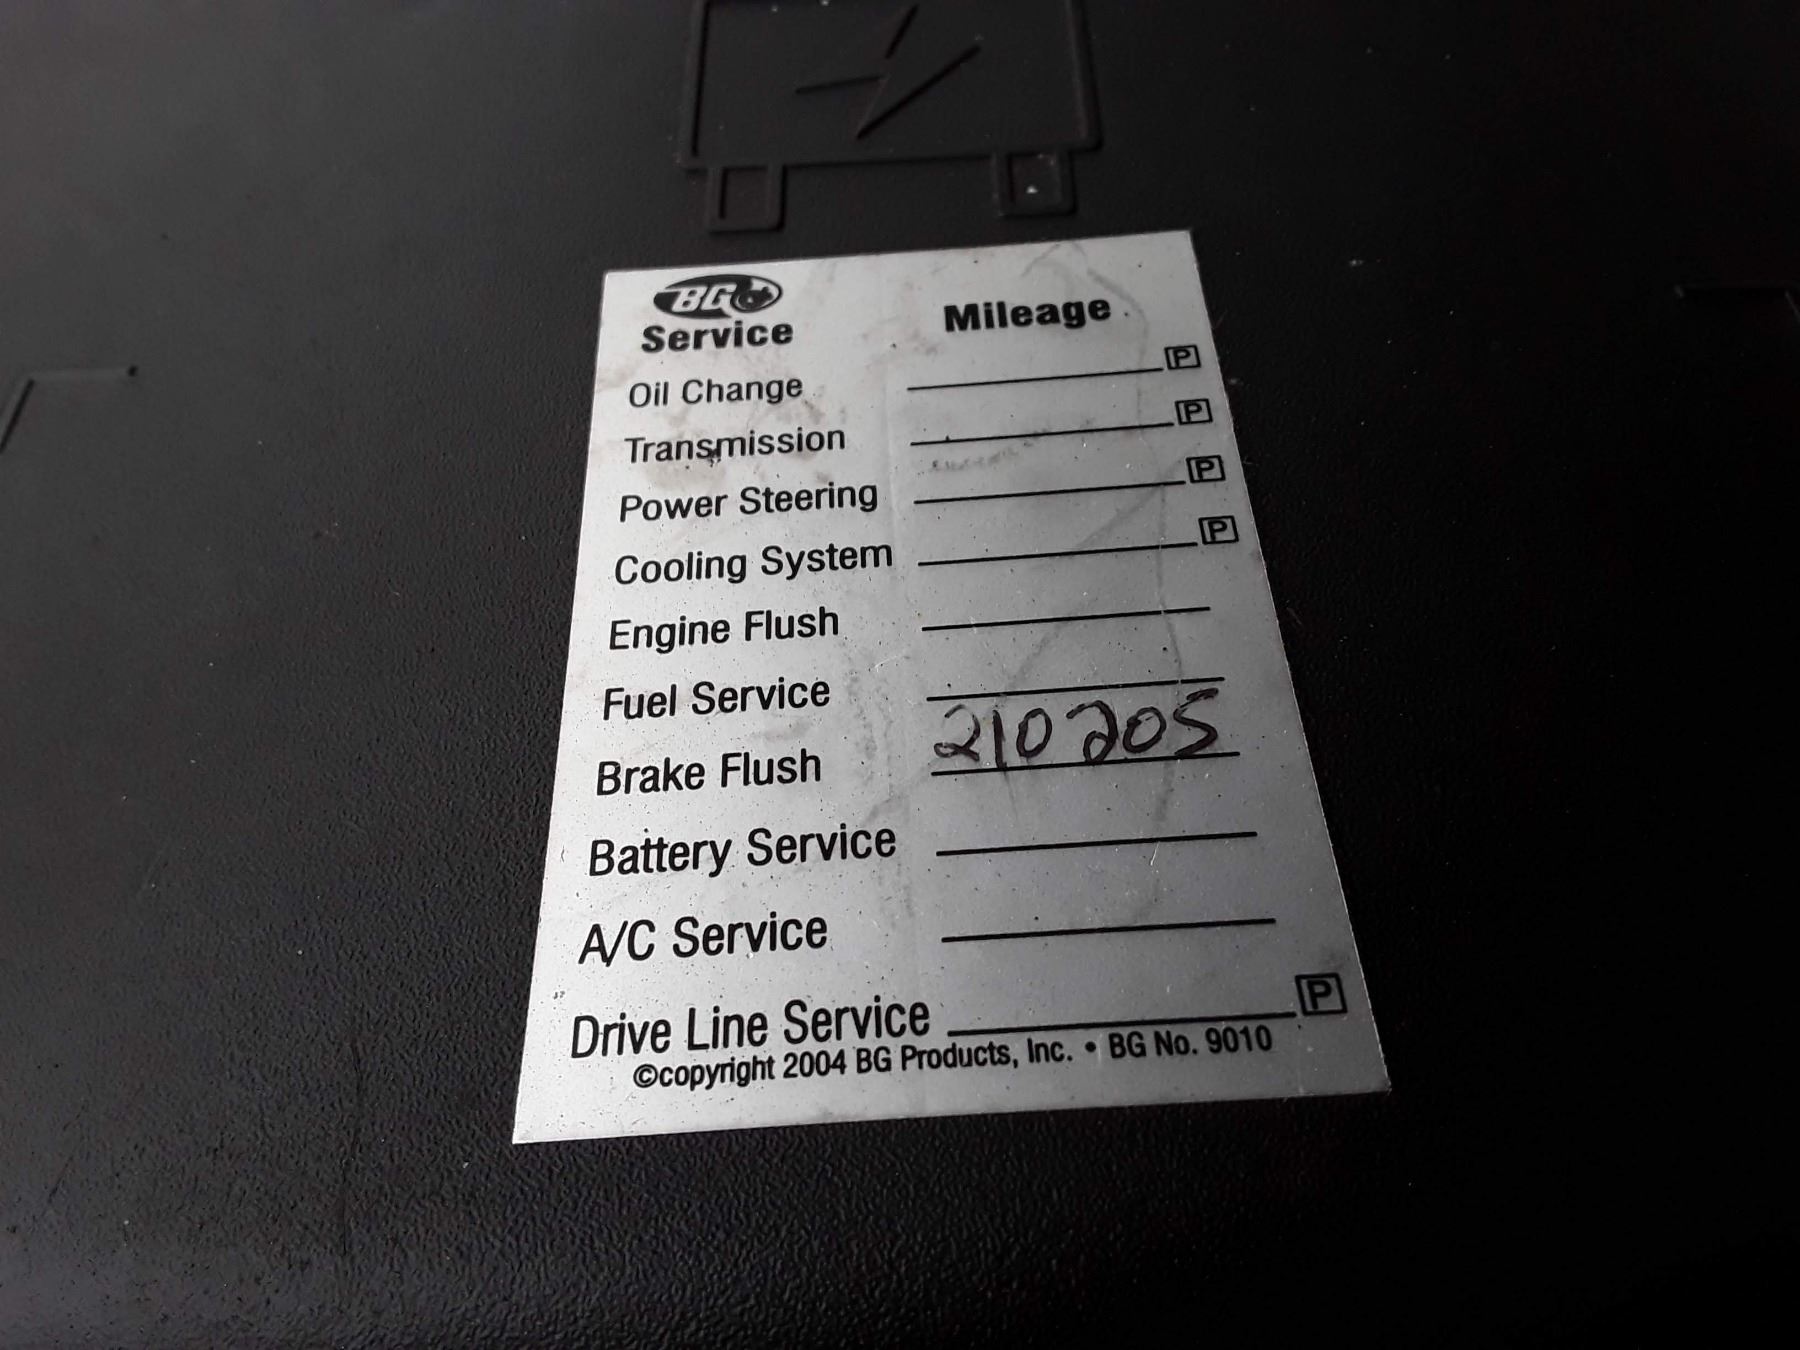 BG
Service Mileage
Oil Change P
Transmission P
Power Steering P
Cooling System P
Engine Flush
Fuel Service
Brake Flush 210205
Battery Service
A/C Service
Drive Line Service P
©copyright 2004 BG Products, Inc. • BG No. 9010